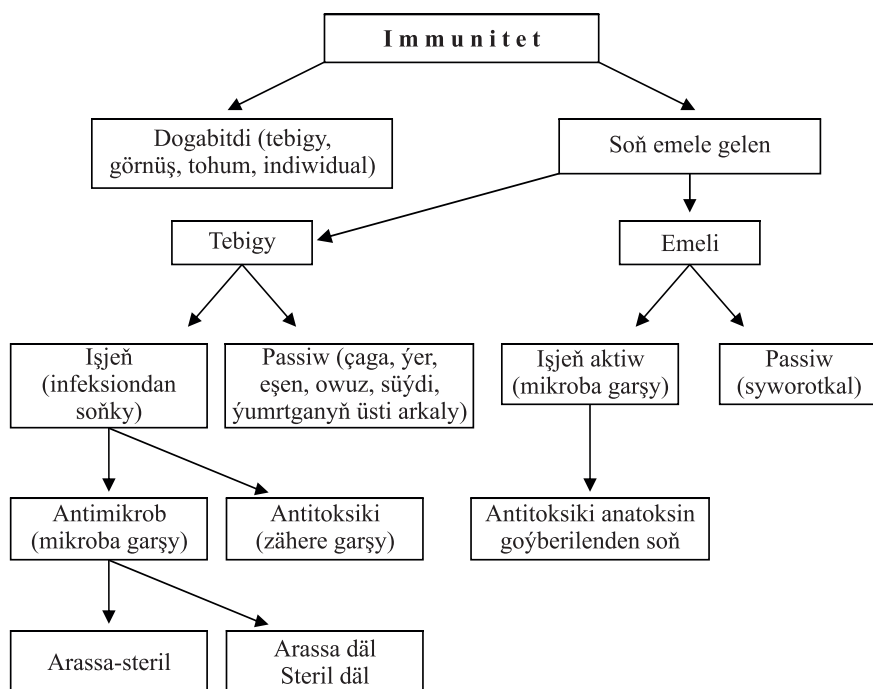 Immunitet
Dogabitdi (tebigy,
görnüş, tohum, indiwidual)
Soň emele gelen
Tebigy
Emeli
Işjeň
(infeksiondan
soňky)
Passiw (çaga, ýer,
eşen, owuz, süýdi,
ýumrtganyň üsti arkaly)
Işjeň aktiw
(mikroba garşy)
Passiw
(syworotkal)
Antimikrob
(mikroba garşy)
Antitoksiki
(zähere garşy)
Antitoksiki anatoksin
goýberilenden soň
Arassa-steril
Arassa däl
Steril däl